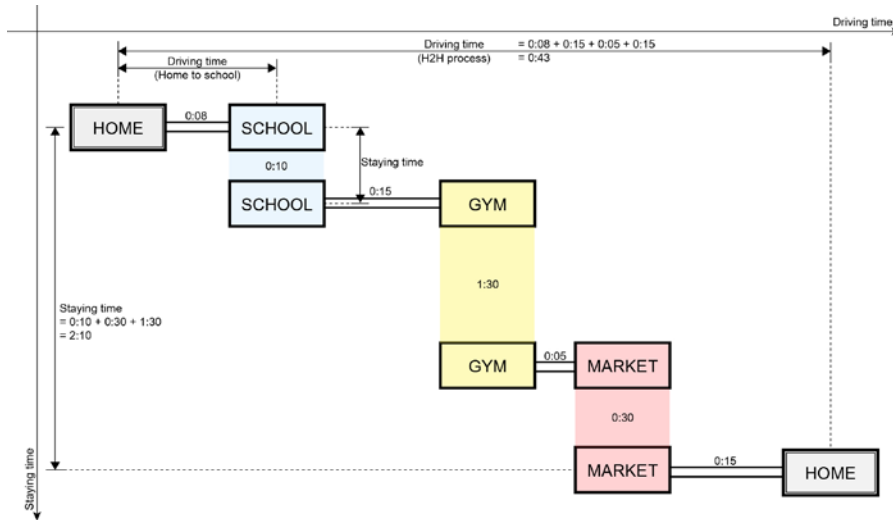 Driving time
Driving time = 0:08 + 0:15 + 0:05 + 0:15
(H2H process) = 0:43
Driving time
(Home to school)
HOME
0:08
SCHOOL
0:10
Staying time
SCHOOL
0:15
GYM
1:30
Staying time
= 0:10 + 0:30 + 1:30
= 2:10
GYM
0:05
MARKET
0:30
MARKET
0:15
HOME
Staying time